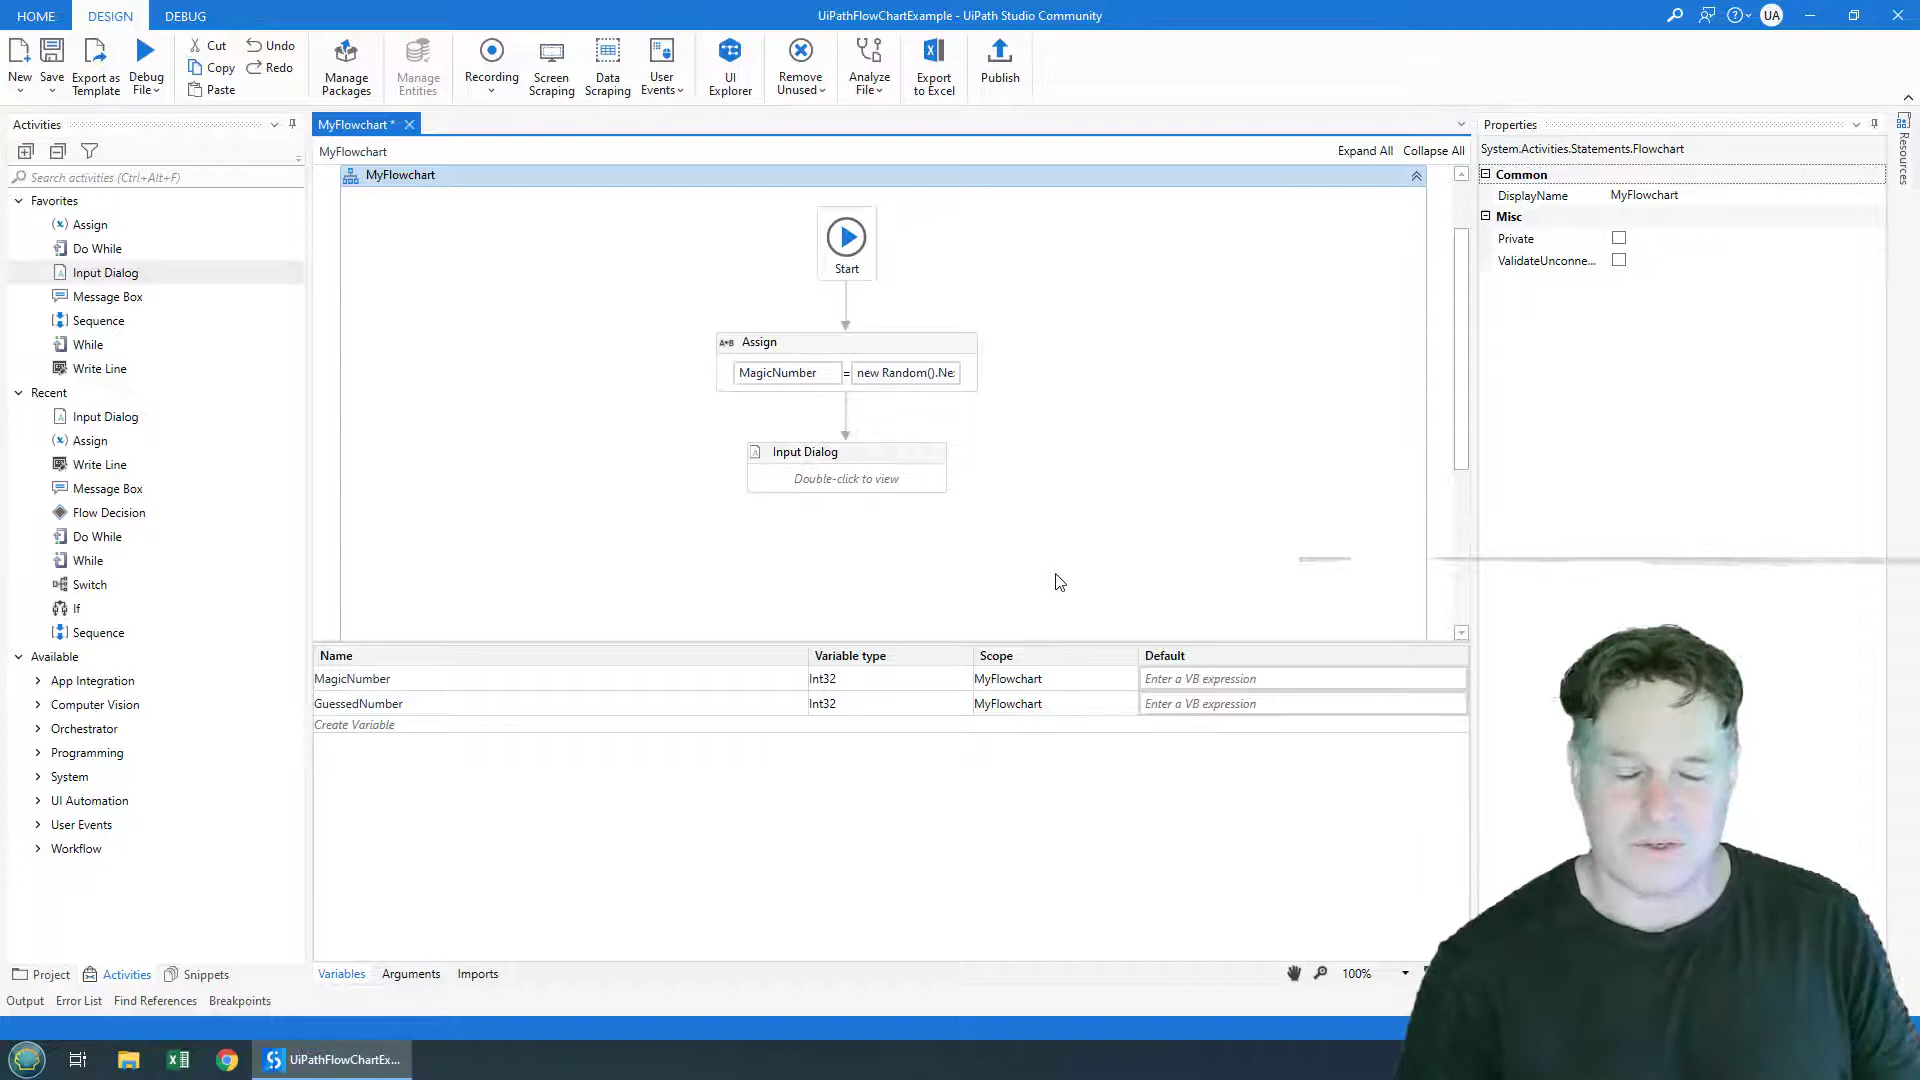 HOME DESIGN DEBUG
UiPathFlowChartExample - UiPath Studio Community
UA
New
Save
Export as Template
Debug File
Cut
Copy
Paste
Undo
Redo
Manage Packages
Manage Entities
Recording
Screen Scraping
Data Scraping
User Events
UI Explorer
Remove Unused
Analyze File
Export to Excel
Publish
Activities
Search activities (Ctrl+Alt+F)
Favorites
Assign
Do While
Input Dialog
Message Box
Sequence
While
Write Line
Recent
Input Dialog
Assign
Write Line
Message Box
Flow Decision
Do While
While
Switch
If
Sequence
Available
App Integration
Computer Vision
Orchestrator
Programming
System
UI Automation
User Events
Workflow
Project Activities Snippets
MyFlowchart *
MyFlowchart
Expand All Collapse All
MyFlowchart
Start
A+B Assign
MagicNumber = new Random().Ne
Input Dialog
Double-click to view
Name Variable type Scope Default
MagicNumber Int32 MyFlowchart Enter a VB expression
GuessedNumber Int32 MyFlowchart Enter a VB expression
Create Variable
Variables Arguments Imports
100%
Properties
System.Activities.Statements.Flowchart
Common
DisplayName MyFlowchart
Misc
Private
ValidateUnconne...
Resources
Output Error List Find References Breakpoints
UiPathFlowChartEx...